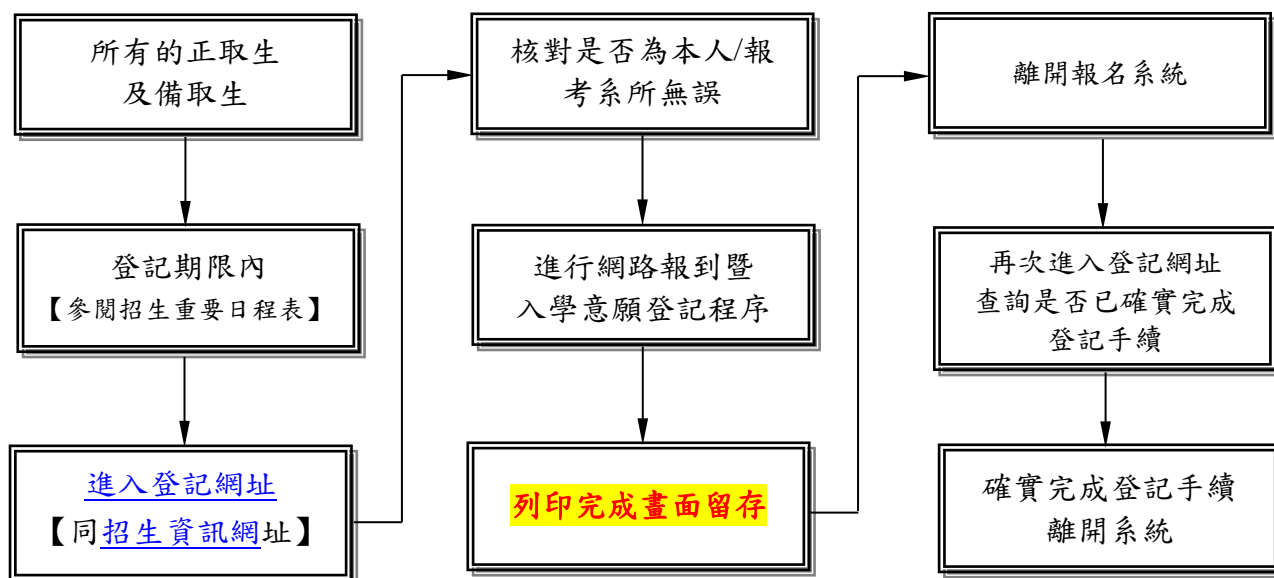 所有的正取生
及備取生
登記期限內
【參閱招生重要日程表】
進入登記網址
【同招生資訊網址】
核對是否為本人/報
考系所無誤
進行網路報到暨
入學意願登記程序
列印完成畫面留存
離開報名系統
再次進入登記網址
查詢是否已確實完成
登記手續
確實完成登記手續
離開系統